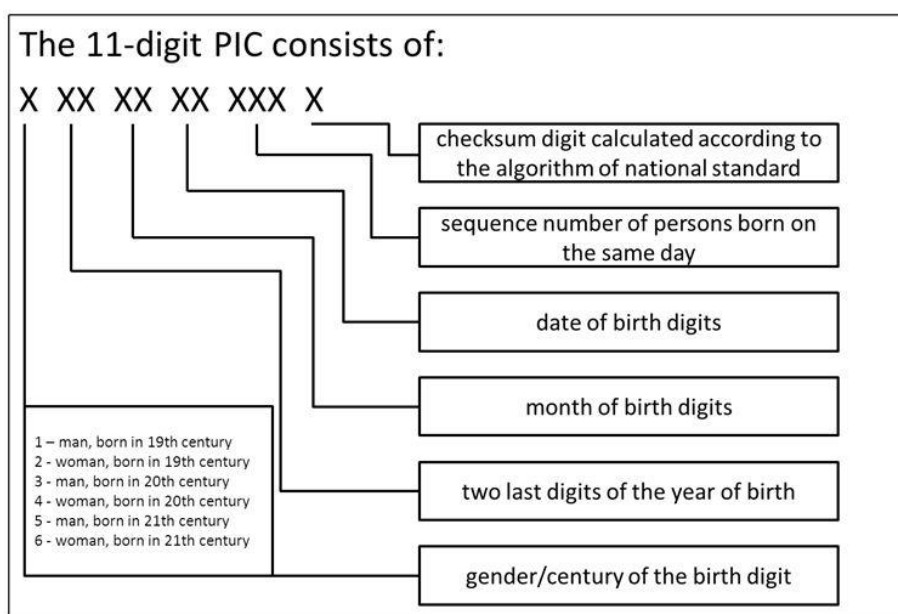 The 11-digit PIC consists of:
X XX XX XX XXX X
checksum digit calculated according to
the algorithm of national standard
sequence number of persons born on
the same day
date of birth digits
month of birth digits
1 – man, born in 19th century
2 - woman, born in 19th century
3 - man, born in 20th century
4 - woman, born in 20th century
5 - man, born in 21th century
6 - woman, born in 21th century
two last digits of the year of birth
gender/century of the birth digit